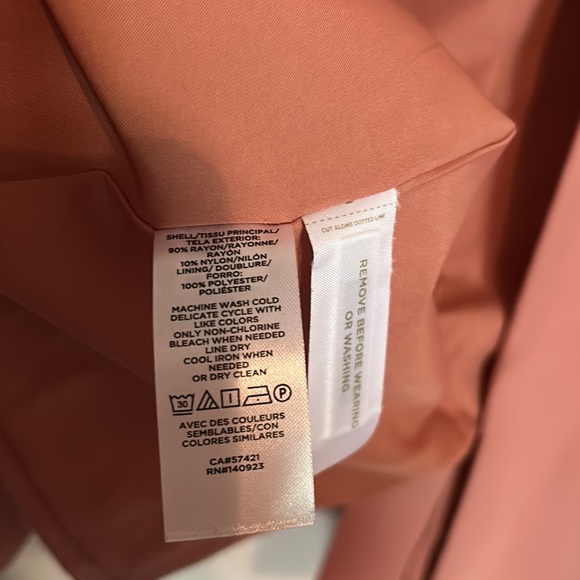 SHELL/TISSU PRINCIPAL/
TELA EXTERIOR:
90% RAYON/RAYONNE/
RAYÓN
10% NYLON/NILÓN
LINING/ DOUBLURE/
FORRO:
100% POLYESTER/
POLIÉSTER
MACHINE WASH COLD
DELICATE CYCLE WITH
LIKE COLORS
ONLY NON-CHLORINE
BLEACH WHEN NEEDED
LINE DRY
COOL IRON WHEN
NEEDED
OR DRY CLEAN
30
P
AVEC DES COULEURS
SEMBLABLES/CON
COLORES SIMILARES
CA#57421
RN#140923
CUT ALONG DOTTED LINE
REMOVE BEFORE WEARING
OR WASHING